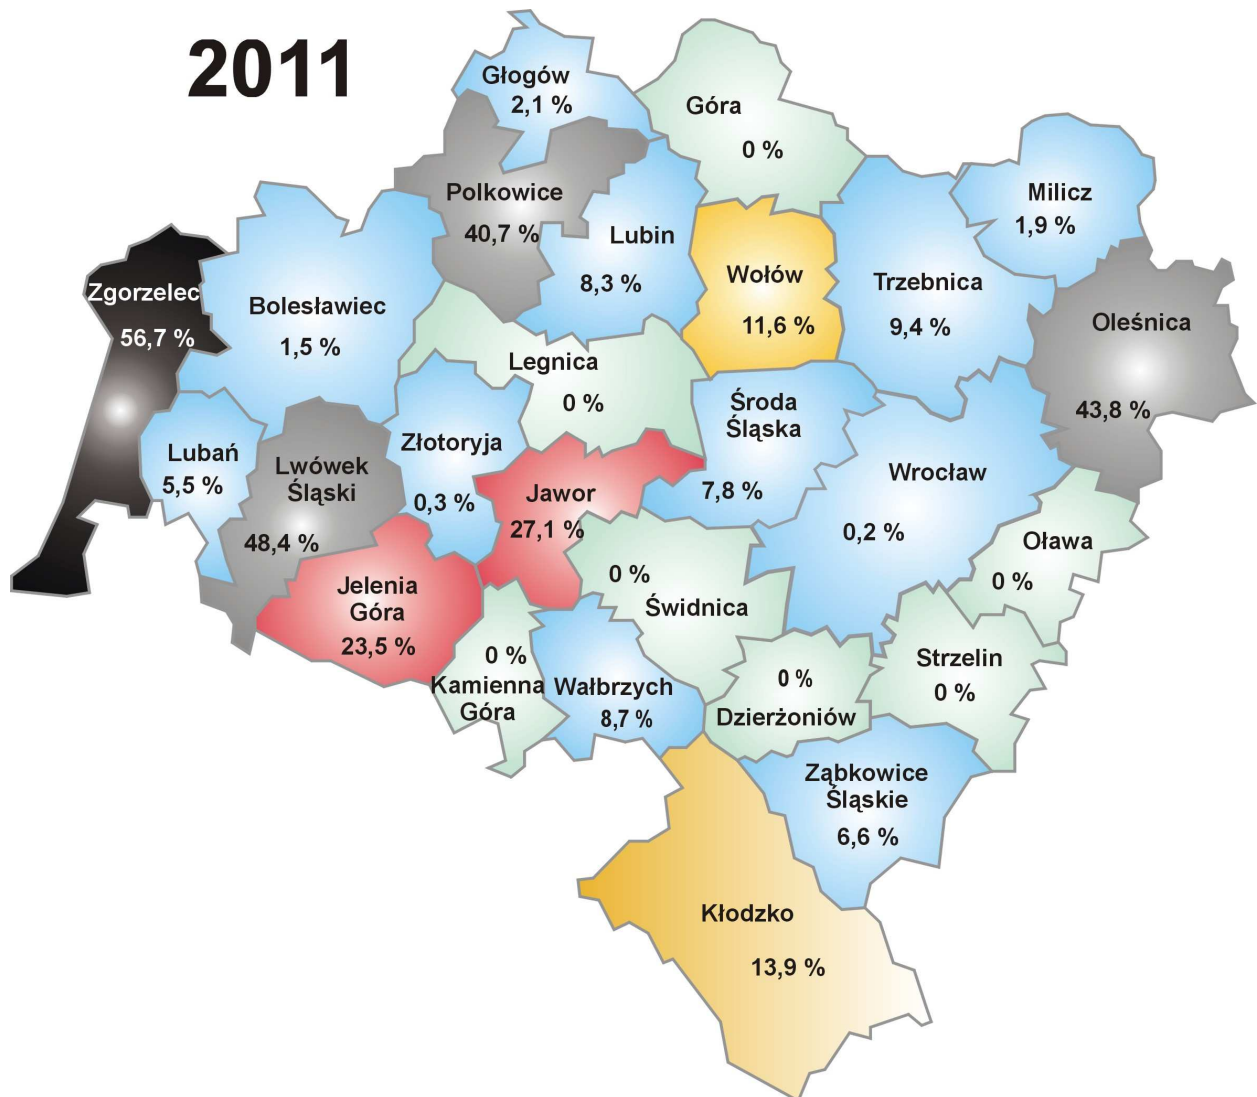 2011
Głogów
2,1 %
Góra
0 %
Polkowice
40,7 %
Lubin
8,3 %
Milicz
1,9 %
Wołów
11,6 %
Trzebnica
9,4 %
Oleśnica
43,8 %
Zgorzelec
56,7 %
Bolesławiec
1,5 %
Legnica
0 %
Środa
Śląska
7,8 %
Złotoryja
0,3 %
Lubań
5,5 %
Lwówek
Śląski
48,4 %
Jawor
27,1 %
Wrocław
0,2 %
Oława
0 %
Jelenia
Góra
23,5 %
0 %
Świdnica
0 %
Kamienna
Góra
Wałbrzych
8,7 %
0 %
Dzierżoniów
Strzelin
0 %
Ząbkowice
Śląskie
6,6 %
Kłodzko
13,9 %